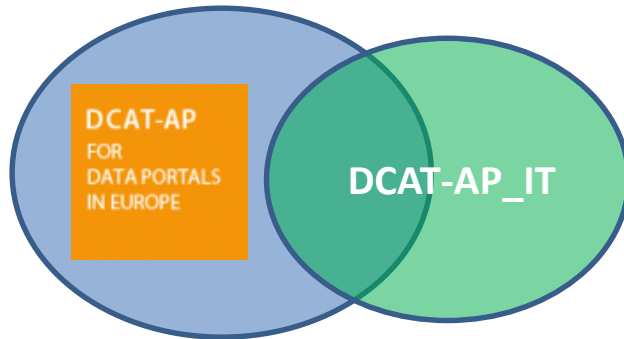 DCAT-AP
FOR
DATA PORTALS
IN EUROPE
DCAT-AP_IT